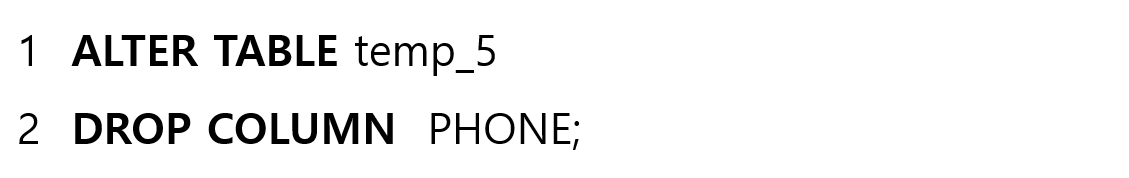 1 ALTER TABLE temp_5
2 DROP COLUMN PHONE;